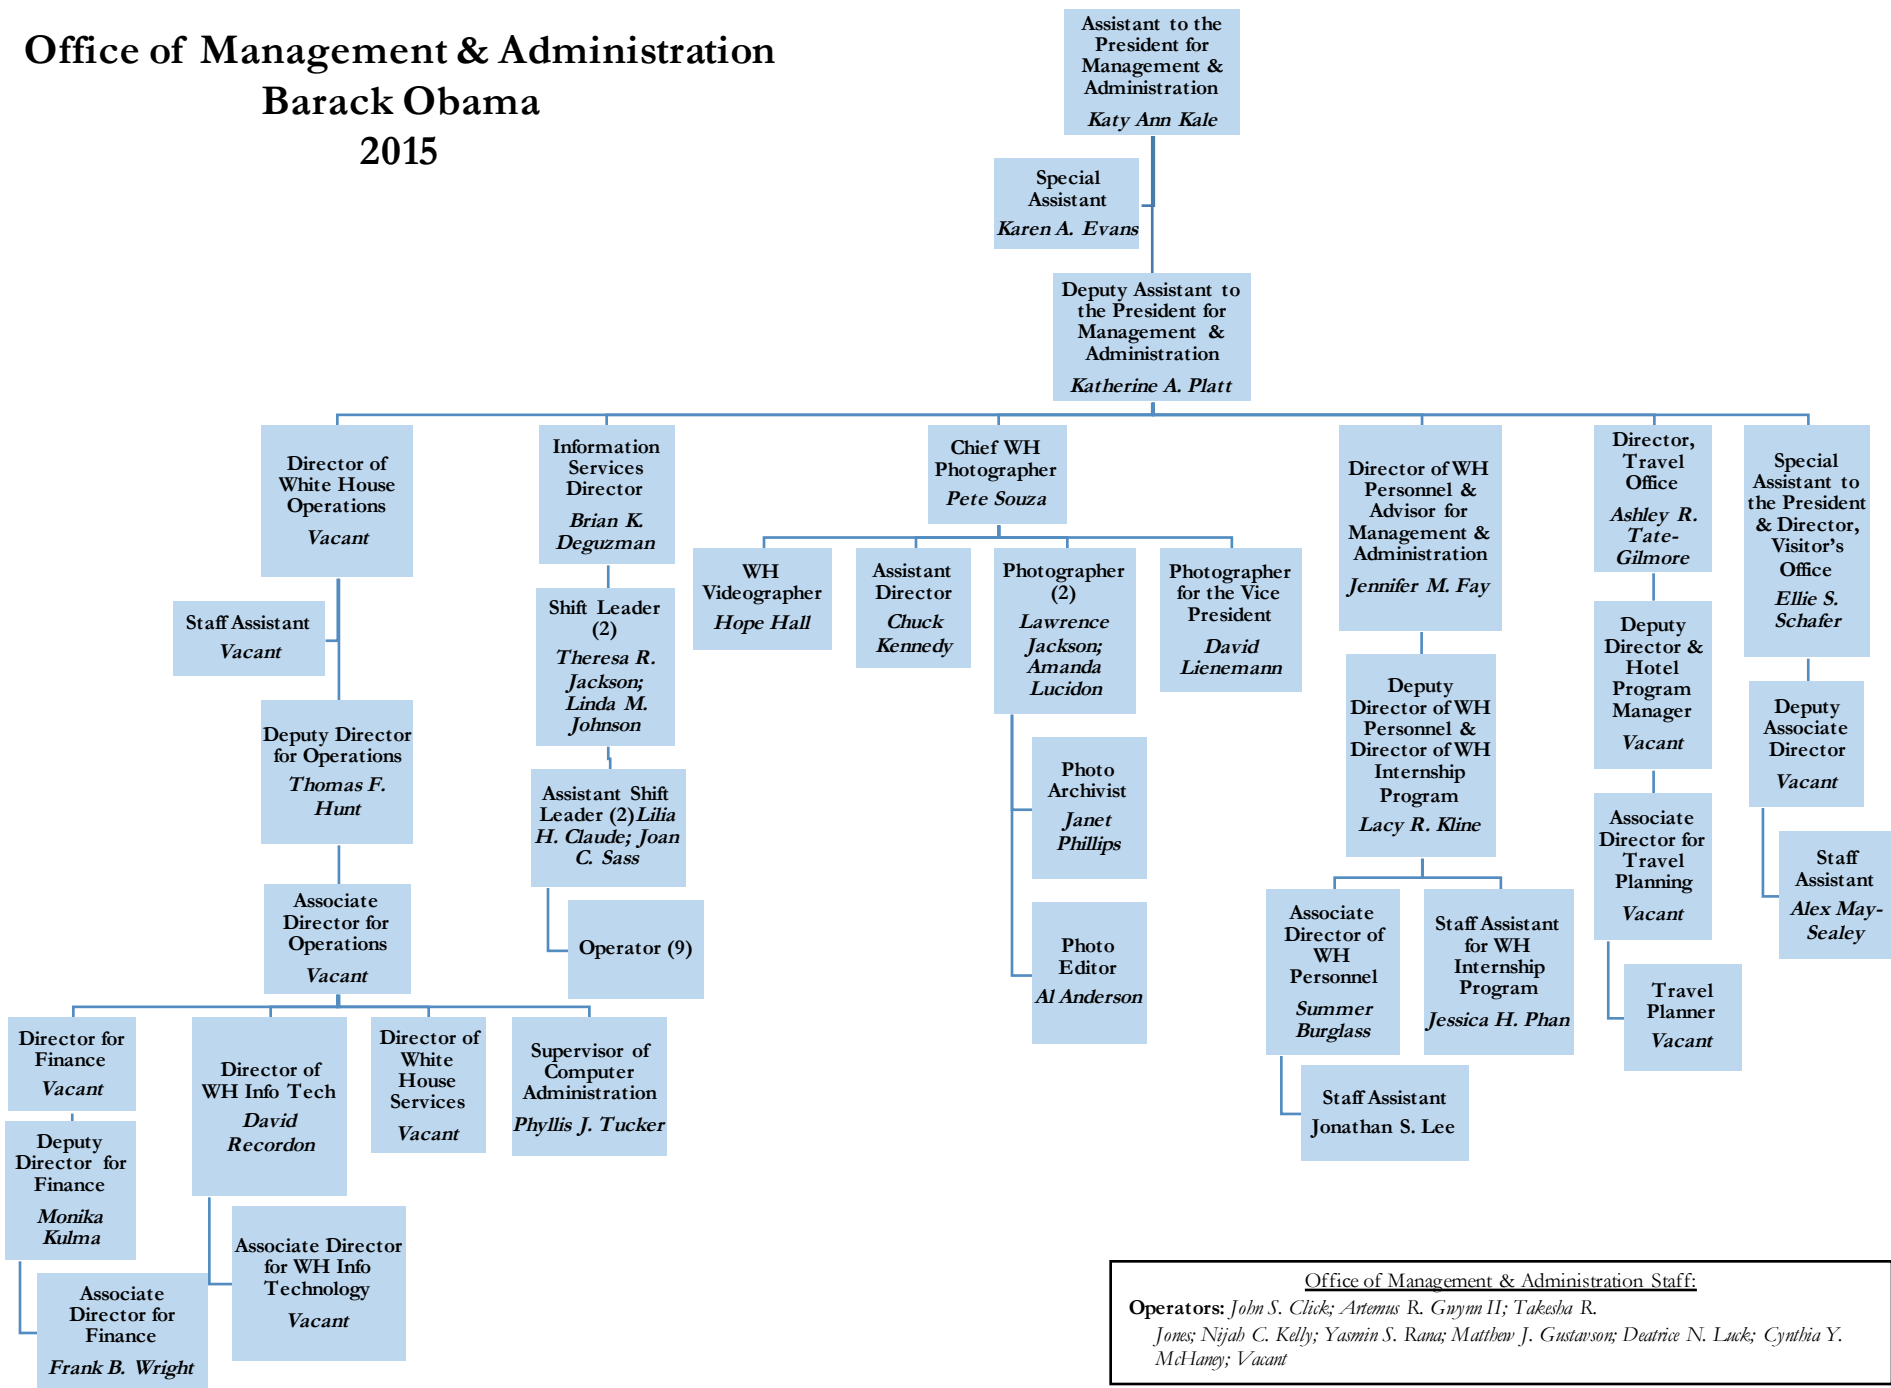 Office of Management & Administration
Barack Obama
2015
Assistant to the
President for
Management &
Administration
Katy Ann Kale
Special
Assistant
Karen A. Evans
Deputy Assistant to
the President for
Management &
Administration
Katherine A. Platt
Director of
White House
Operations
Vacant
Staff Assistant
Vacant
Deputy Director
for Operations
Thomas F.
Hunt
Associate
Director for
Operations
Vacant
Director for
Finance
Vacant
Deputy
Director for
Finance
Monika
Kulma
Associate
Director for
Finance
Frank B. Wright
Director of
WH Info Tech
David
Recordon
Associate Director
for WH Info
Technology
Vacant
Director of
White
House
Services
Vacant
Supervisor of
Computer
Administration
Phyllis J. Tucker
Information
Services
Director
Brian K.
Deguzman
Shift Leader
(2)
Theresa R.
Jackson;
Linda M.
Johnson
Assistant Shift
Leader (2)Lilia
H. Claude; Joan
C. Sass
Operator (9)
Chief WH
Photographer
Pete Souza
WH
Videographer
Hope Hall
Assistant
Director
Chuck
Kennedy
Photographer
(2)
Lawrence
Jackson;
Amanda
Lucidon
Photo
Archivist
Janet
Phillips
Photo
Editor
Al Anderson
Photographer
for the Vice
President
David
Lienemann
Director of WH
Personnel &
Advisor for
Management &
Administration
Jennifer M. Fay
Deputy
Director of WH
Personnel &
Director of WH
Internship
Program
Lacy R. Kline
Associate
Director of
WH
Personnel
Summer
Burglass
Staff Assistant
Jonathan S. Lee
Staff Assistant
for WH
Internship
Program
Jessica H. Phan
Director,
Travel
Office
Ashley R.
Tate-
Gilmore
Deputy
Director &
Hotel
Program
Manager
Vacant
Associate
Director for
Travel
Planning
Vacant
Travel
Planner
Vacant
Special
Assistant to
the President
& Director,
Visitor's
Office
Ellie S.
Schafer
Deputy
Associate
Director
Vacant
Staff
Assistant
Alex May-
Sealey
Office of Management & Administration Staff:
Operators: John S. Click; Artemus R. Gwynn II; Takesha R.
Jones; Nijah C. Kelly; Yasmin S. Rana; Matthew J. Gustavson; Deatrice N. Luck; Cynthia Y.
McHaney; Vacant